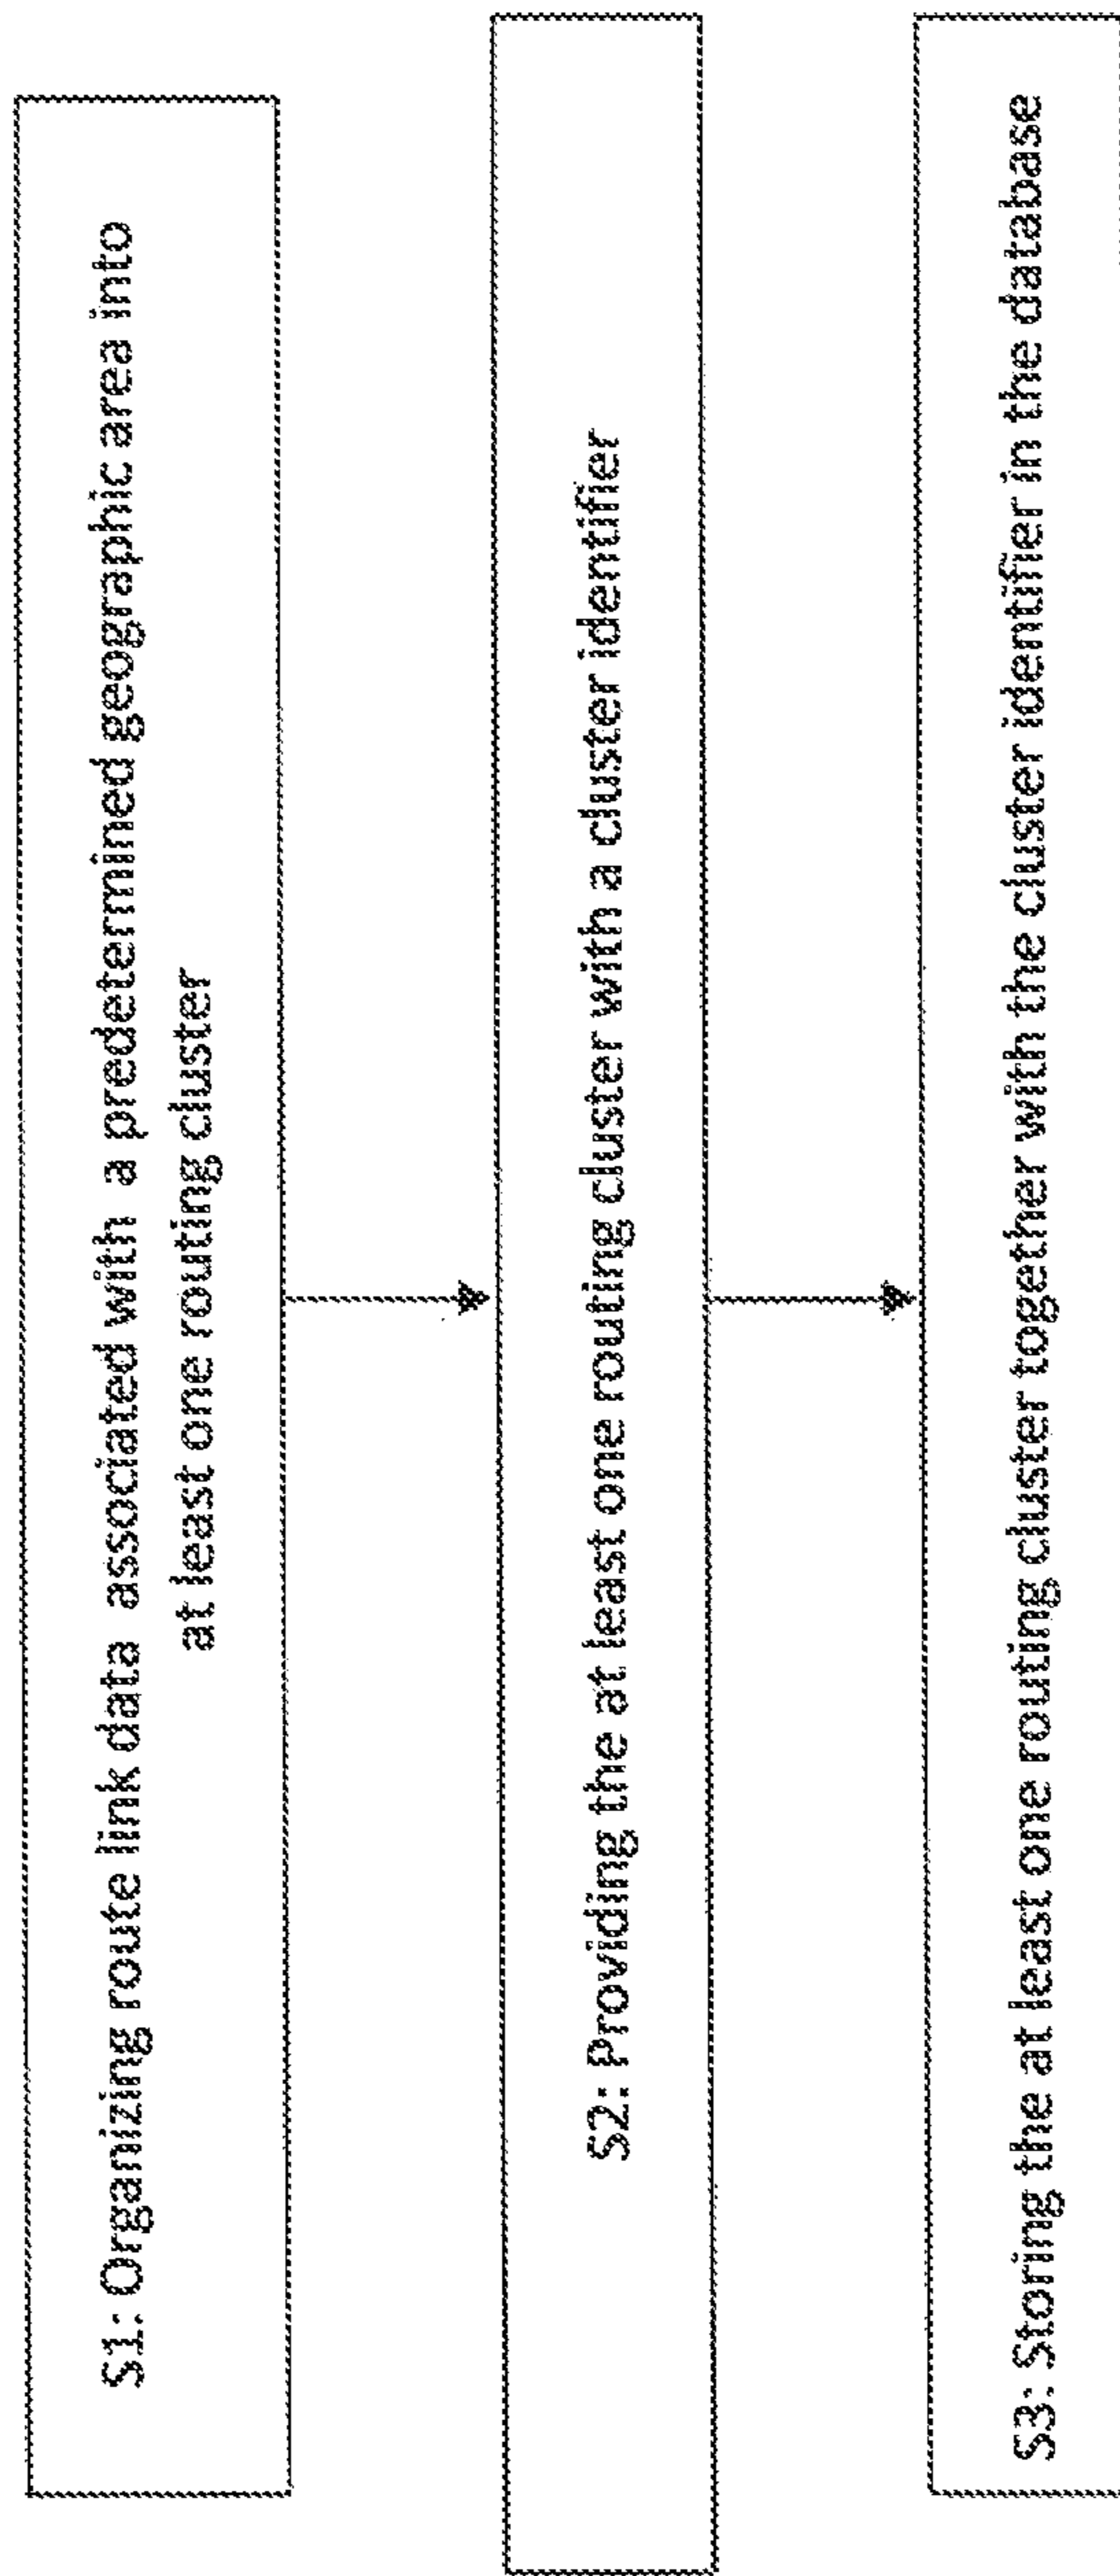 S1: Organizing route link data associated with a predetermined geographic area into
at least one routing cluster
S2: Providing the at least one routing cluster with a cluster identifier
S3: Storing the at least one routing cluster together with the cluster identifier in the database